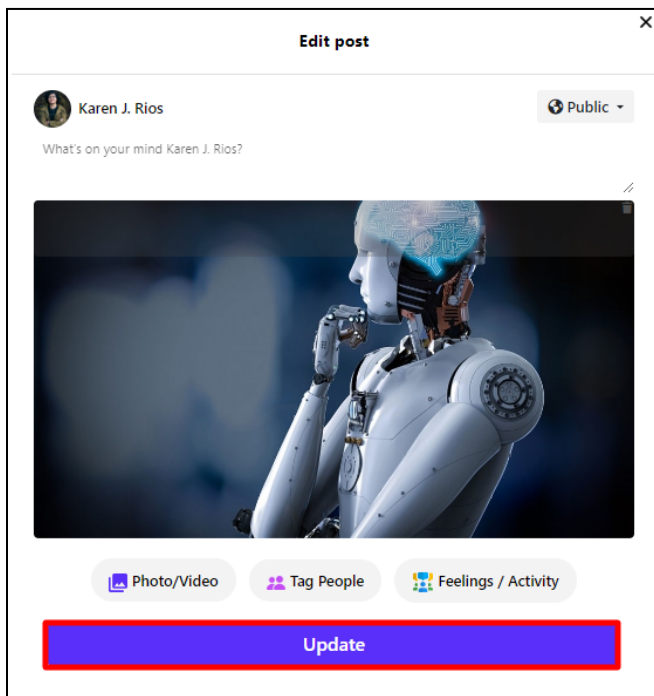 Edit post
Karen J. Rios
Public
What's on your mind Karen J. Rios?
Photo/Video
Tag People
Feelings / Activity
Update